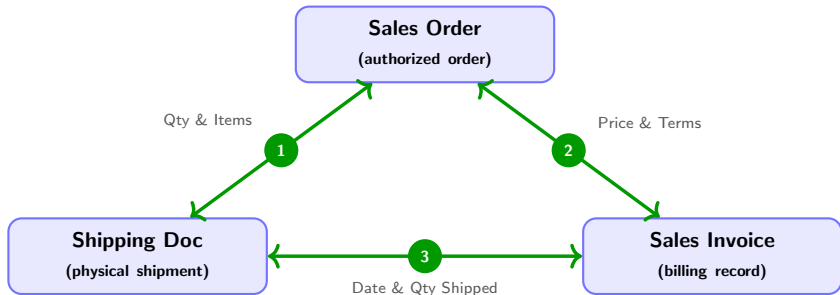 Sales Order
(authorized order)
Qty & Items
Price & Terms
1
2
Shipping Doc
(physical shipment)
3
Date & Qty Shipped
Sales Invoice
(billing record)